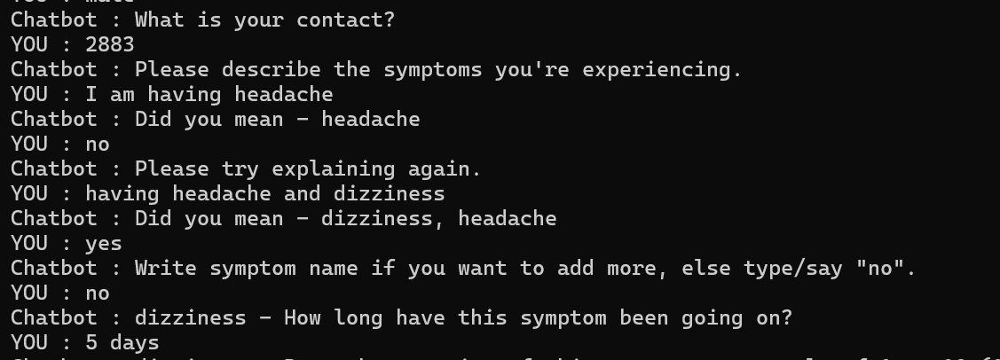 Chatbot : What is your contact?
YOU : 2883
Chatbot : Please describe the symptoms you're experiencing.
YOU : I am having headache
Chatbot : Did you mean - headache
YOU : no
Chatbot : Please try explaining again.
YOU : having headache and dizziness
Chatbot : Did you mean - dizziness, headache
YOU : yes
Chatbot : Write symptom name if you want to add more, else type/say "no".
YOU : no
Chatbot : dizziness - How long have this symptom been going on?
YOU : 5 days